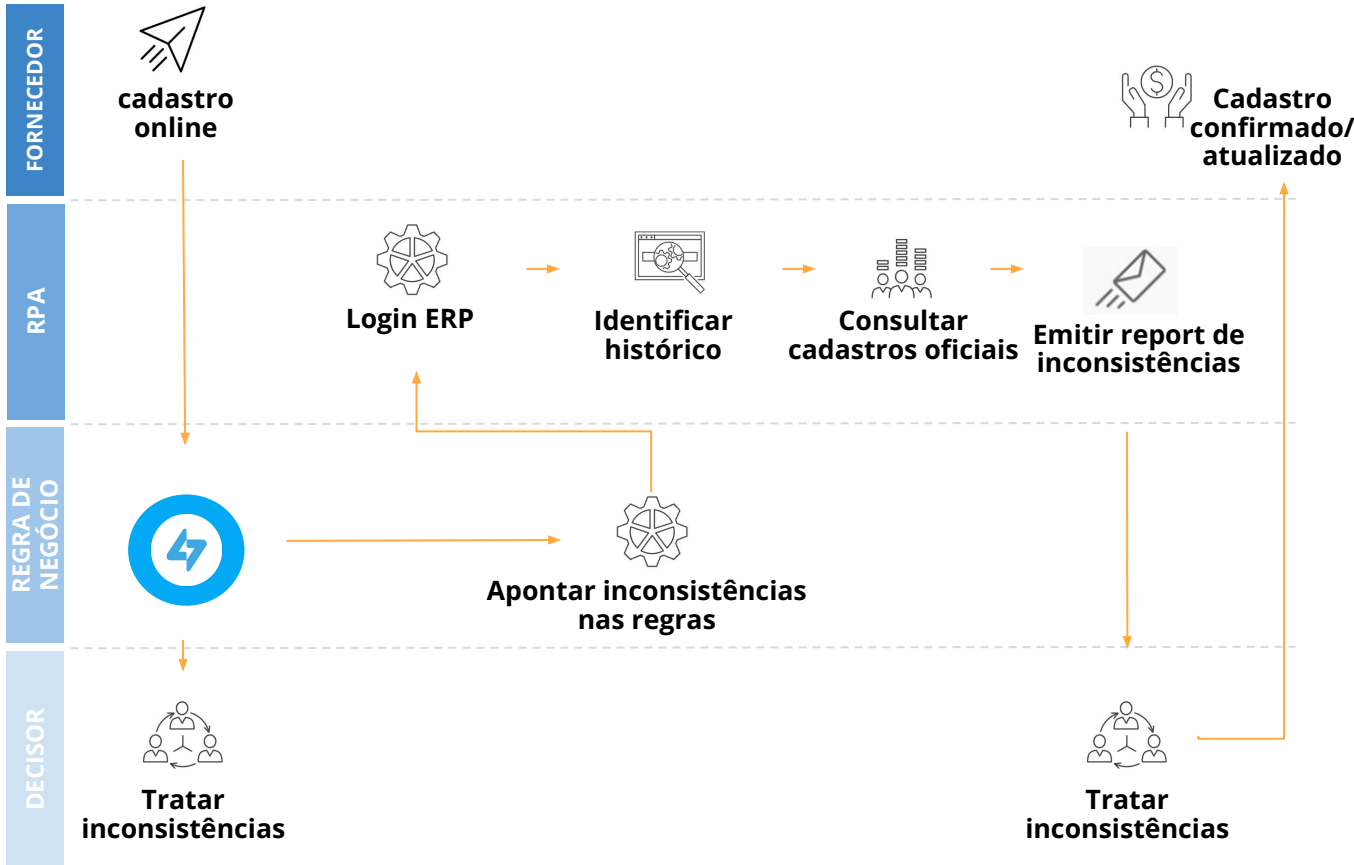 FORNECEDOR
cadastro
online
Cadastro
confirmado/
atualizado
RPA
Login ERP
Identificar
histórico
Consultar
cadastros oficiais
Emitir report de
inconsistências
REGRA DE
NEGÓCIO
Apontar inconsistências
nas regras
DECISOR
Tratar
inconsistências
Tratar
inconsistências